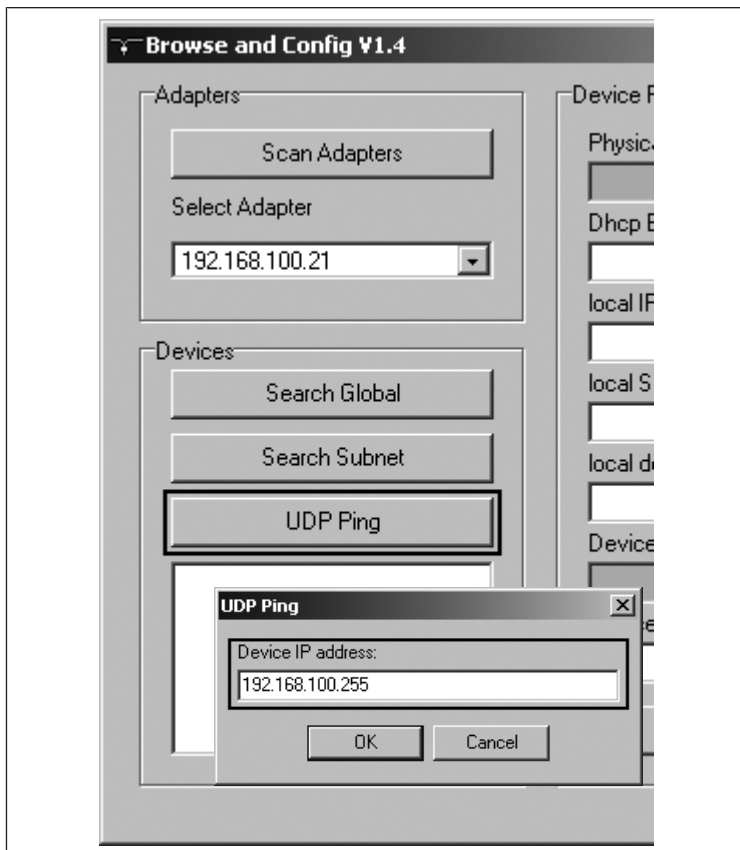 Browse and Config V1.4
Adapters
Scan Adapters
Select Adapter
192.168.100.21
Devices
Search Global
Search Subnet
UDP Ping
Device
Physic
Dhcp
local IP
local S
local
Device
UDP Ping
Device IP address:
192.168.100.255
OK
Cancel